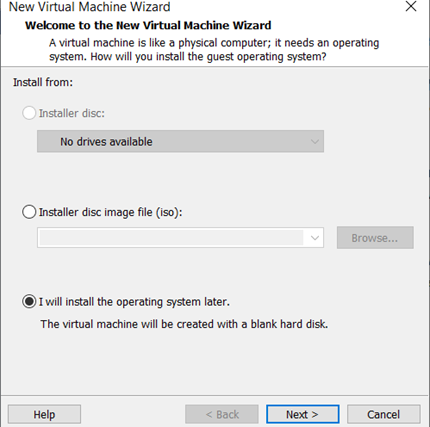 New Virtual Machine Wizard
Welcome to the New Virtual Machine Wizard
A virtual machine is like a physical computer; it needs an operating
system. How will you install the guest operating system?
Install from:
Installer disc:
No drives available
Installer disc image file (iso):
Browse...
I will install the operating system later.
The virtual machine will be created with a blank hard disk.
Help
< Back
Next >
Cancel